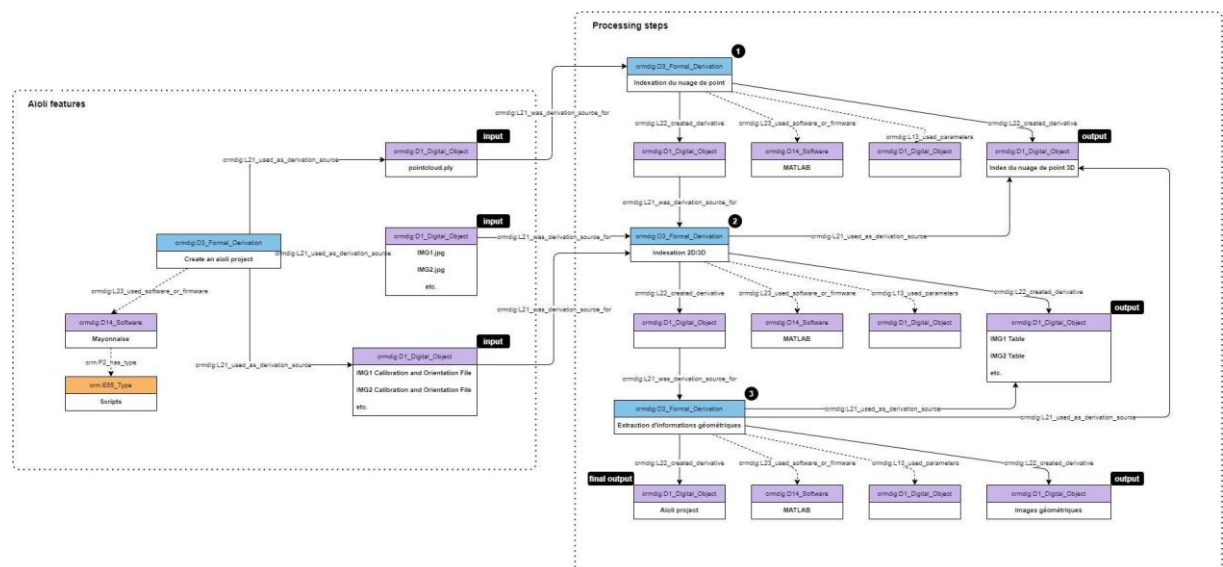 Processing steps
1
crmdig:D3_Formal_Derivation
Indexation du nuage de point
Aïoli features
crmdig:L21_was_derivation_source_for
crmdig:L22_created_derivative
crmdig:L23_used_software_or_firmware
crmdig:L13_used_parameters
crmdig:L22_created_derivative
input
output
crmdig:L21_used_as_derivation_source
crmdig:D1_Digital_Object
pointcloud.ply
crmdig:D1_Digital_Object
crmdig:D14_Software
MATLAB
crmdig:D1_Digital_Object
crmdig:D1_Digital_Object
Index du nuage de point 3D
crmdig:L21_was_derivation_source_for
input
2
crmdig:D3_Formal_Derivation
Create an aïoli project
crmdig:L21_used_as_derivation_source
crmdig:D1_Digital_Object
IMG1.jpg
IMG2.jpg
etc.
crmdig:L21_was_derivation_source_for
crmdig:D3_Formal_Derivation
Indexation 2D/3D
crmdig:L21_used_as_derivation_source
crmdig:L23_used_software_or_firmware
crmdig:L22_created_derivative
crmdig:L23_used_software_or_firmware
crmdig:L13_used_parameters
crmdig:L22_created_derivative
crmdig:L21_was_derivation_source_for
output
crmdig:D14_Software
Mayonnaise
crmdig:D1_Digital_Object
crmdig:D14_Software
MATLAB
crmdig:D1_Digital_Object
crmdig:D1_Digital_Object
IMG1 Table
IMG2 Table
etc.
input
crm:P2_has_type
crmdig:L21_used_as_derivation_source
crmdig:D1_Digital_Object
IMG1 Calibration and Orientation File
IMG2 Calibration and Orientation File
etc.
crm:E55_Type
Scripts
crmdig:L21_was_derivation_source_for
3
crmdig:D3_Formal_Derivation
Extraction d'informations géométriques
crmdig:L21_used_as_derivation_source
crmdig:L21_used_as_derivation_source
crmdig:L22_created_derivative
crmdig:L23_used_software_or_firmware
crmdig:L13_used_parameters
crmdig:L22_created_derivative
final output
output
crmdig:D1_Digital_Object
Aïoli project
crmdig:D14_Software
MATLAB
crmdig:D1_Digital_Object
crmdig:D1_Digital_Object
Images géométriques